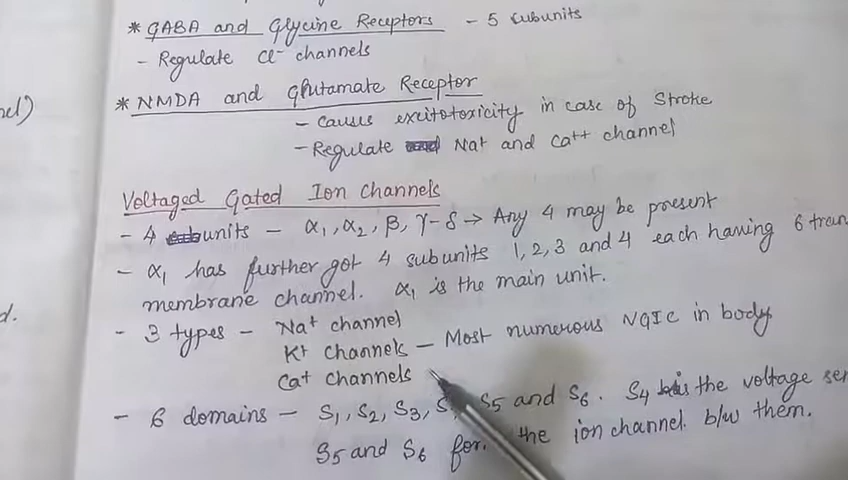 * GABA and Glycine Receptors - 5 subunits
- Regulate Cl- channels
* NMDA and Glutamate Receptor
- Causes excitotoxicity in case of Stroke
- Regulate Na+ and Ca++ channel
Voltaged Gated Ion Channels
- 4 units - α1, α2, β, γ-δ → Any 4 may be present
- α1 has further got 4 subunits 1, 2, 3 and 4 each having 6 tran
membrane channel. α1 is the main unit.
- 3 types - Na+ channel
K+ channels - Most numerous VGIC in body
Ca+ channels
- 6 domains - S1, S2, S3, S5 and S6. S4 is the voltage sen
S5 and S6 for the ion channel b/w them.
d.